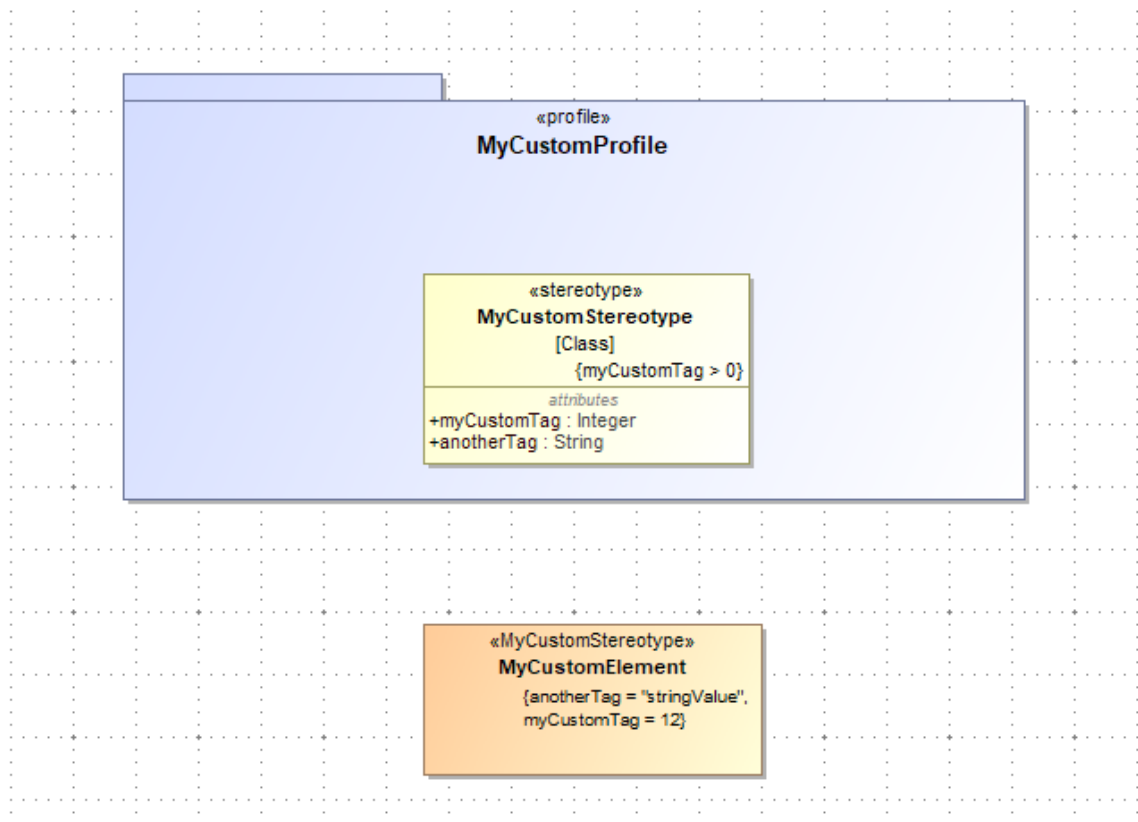 «profile»
MyCustomProfile
«stereotype»
MyCustomStereotype
[Class]
{myCustomTag > 0}
attributes
+myCustomTag : Integer
+anotherTag : String
«MyCustomStereotype»
MyCustomElement
{anotherTag = "stringValue",
myCustomTag = 12}